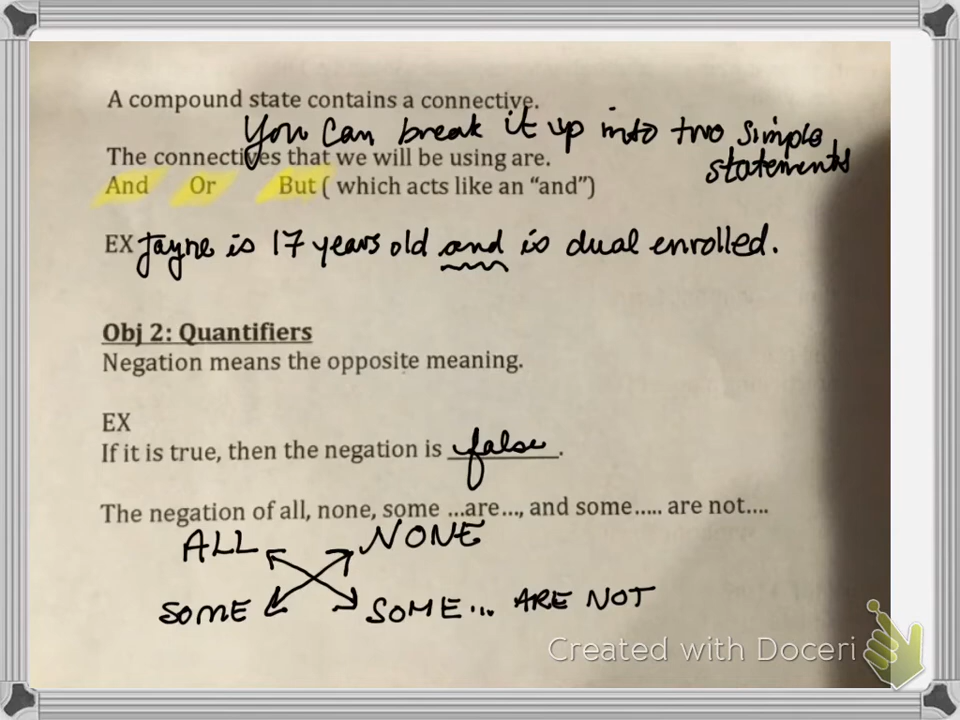 A compound state contains a connective.
You can break it up into two simple
statements
The connectives that we will be using are.
And Or But ( which acts like an “and”)
EX Jayne is 17 years old and is dual enrolled.
Obj 2: Quantifiers
Negation means the opposite meaning.
EX
If it is true, then the negation is false.
The negation of all, none, some ...are..., and some..... are not....
ALL NONE
SOME SOME... ARE NOT
Created with Doceri